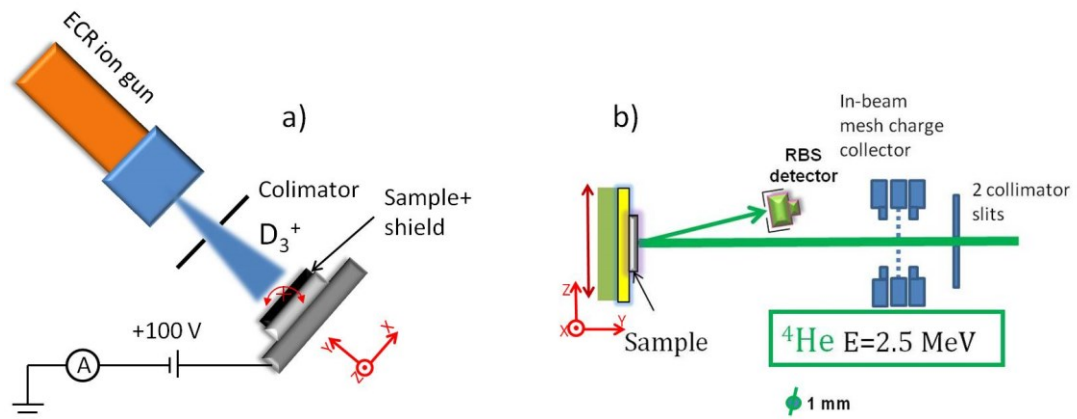 ECR ion gun
a)
Colimator
Sample+
shield
D₃⁺
+100 V
A
X
Y
Z
b)
In-beam
mesh charge
collector
RBS
detector
2 collimator
slits
Z
X
Y
Sample
⁴He E=2.5 MeV
1 mm